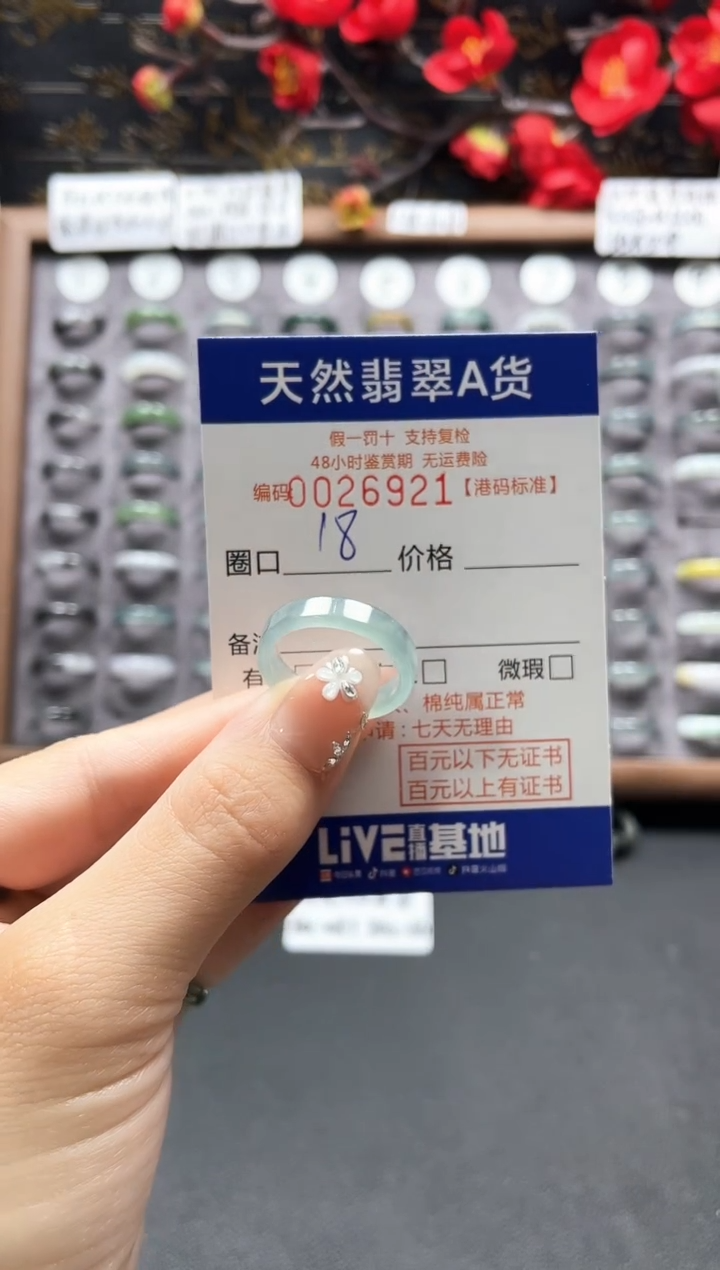 天然翡翠A货
假一罚十 支持复检
48小时鉴赏期 无运费险
编码0026921【港码标准】
圈口 18 价格
备
有 □ 微瑕□
棉纯属正常
请：七天无理由
百元以下无证书
百元以上有证书
LiVE直播基地